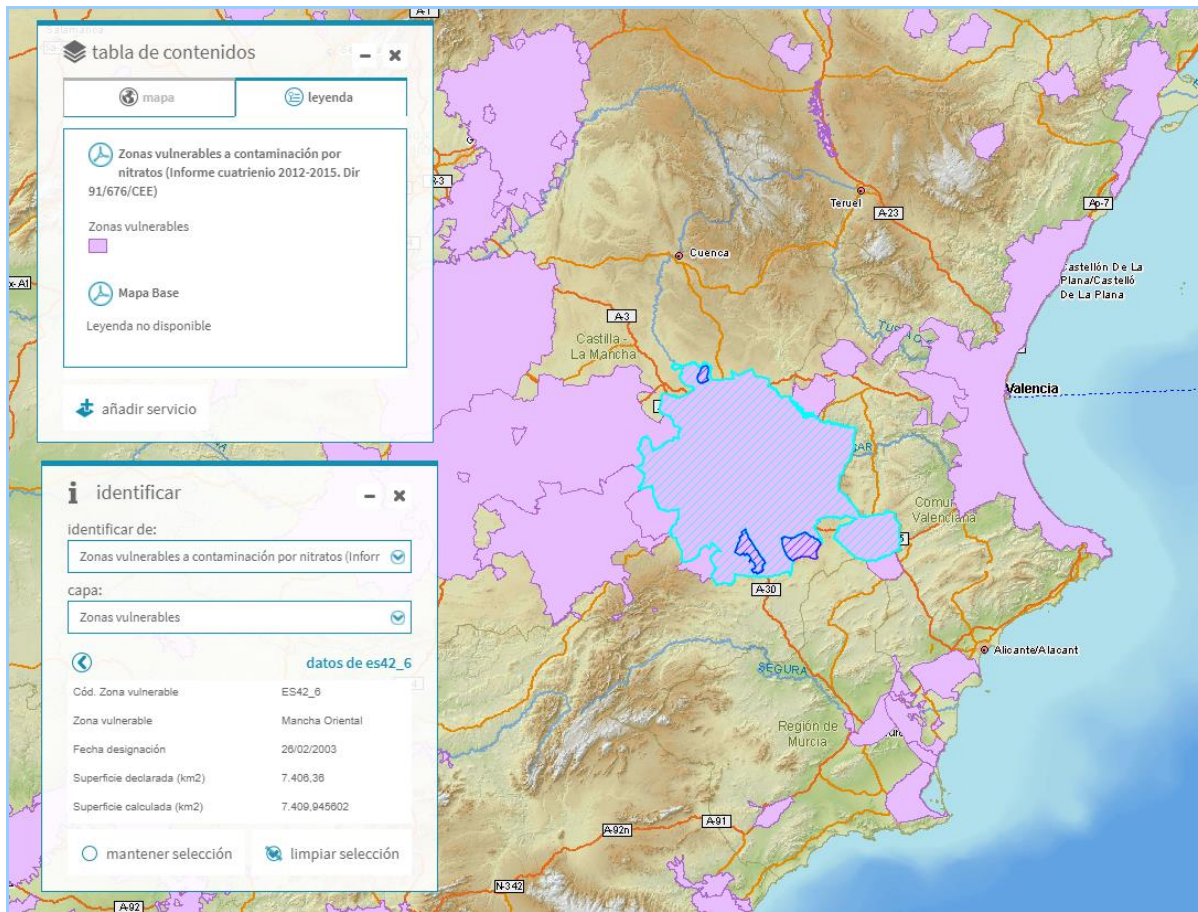 tabla de contenidos
mapa
leyenda
Zonas vulnerables a contaminación por
nitratos (Informe cuatrienio 2012-2015. Dir
91/676/CEE)
Zonas vulnerables
Mapa Base
Leyenda no disponible
añadir servicio
identificar
identificar de:
Zonas vulnerables a contaminación por nitratos (Inforr
capa:
Zonas vulnerables
datos de es42_6
Cód. Zona vulnerable ES42_6
Zona vulnerable Mancha Oriental
Fecha designación 26/02/2003
Superficie declarada (km2) 7.406,36
Superficie calculada (km2) 7.409,945602
mantener selección
limpiar selección
A1
R-3
Teruel
A-23
Ap-7
Cuenca
x-A1
Castellón De La
Plana/Castelló
De La Plana
A-3
Castilla -
La Mancha
Valencia
Valenciana
A-30
Alicante/Alacant
SEGURA
Región de
Murcia
A-91
A-92n
N-342
A-92